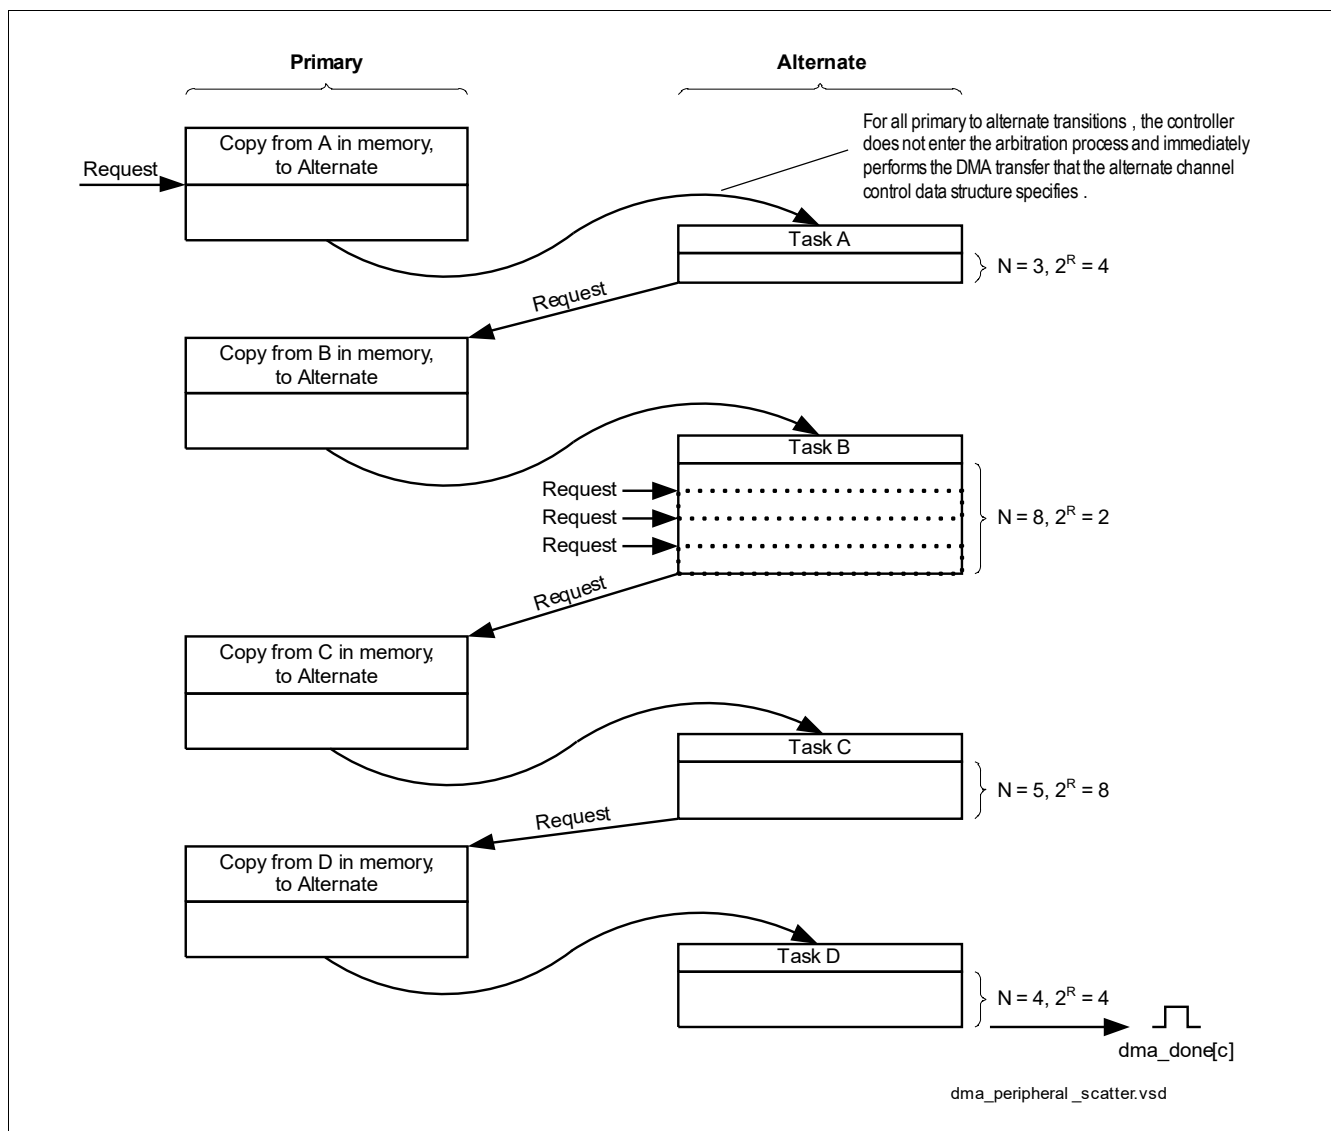 Primary
Alternate
Copy from A in memory,
to Alternate
For all primary to alternate transitions , the controller
does not enter the arbitration process and immediately
performs the DMA transfer that the alternate channel
control data structure specifies .
Request
Task A
N = 3, 2^R = 4
Request
Copy from B in memory,
to Alternate
Task B
Request
Request
Request
N = 8, 2^R = 2
Request
Copy from C in memory,
to Alternate
Task C
N = 5, 2^R = 8
Request
Copy from D in memory,
to Alternate
Task D
N = 4, 2^R = 4
dma_done[c]
dma_peripheral _scatter.vsd